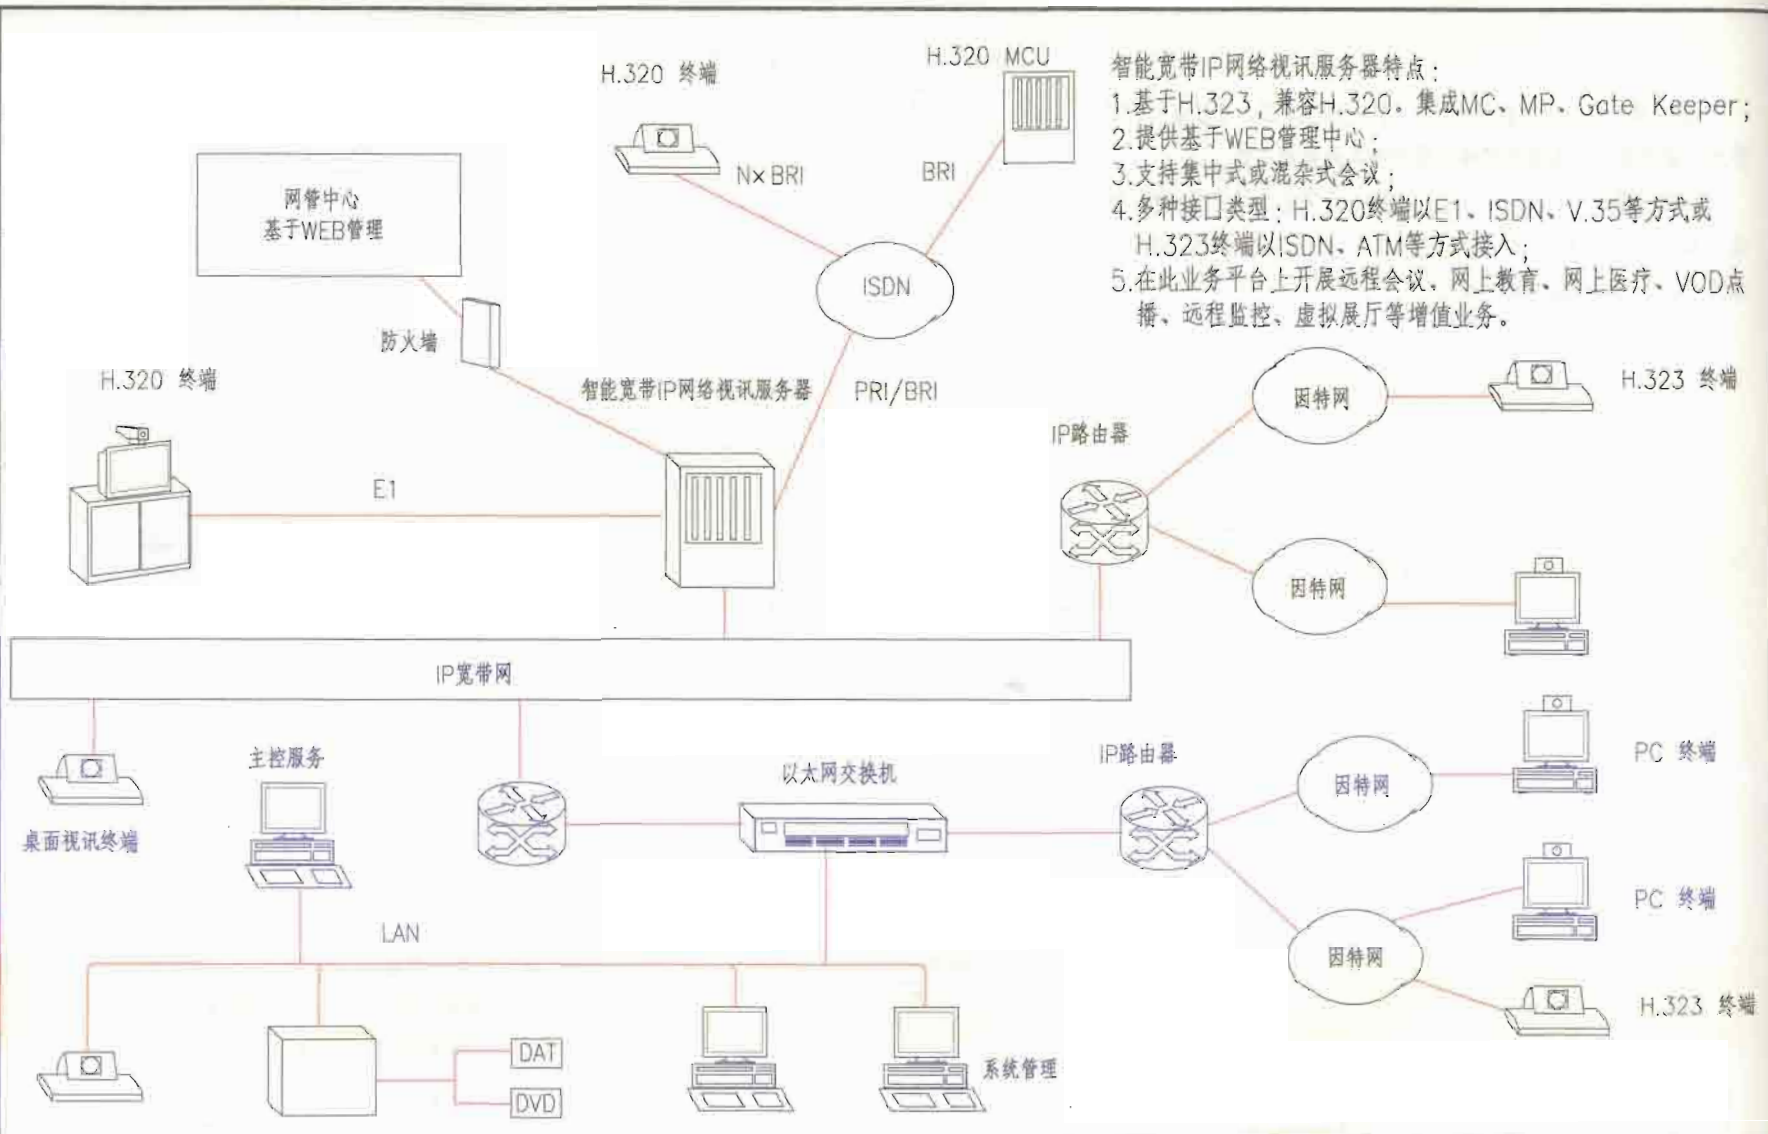 H.320 终端
H.320 MCU
智能宽带IP网络视讯服务器特点:
1.基于H.323,兼容H.320。集成MC、MP、Gate Keeper;
2.提供基于WEB管理中心;
3.支持集中式或混杂式会议;
4.多种接口类型:H.320终端以E1、ISDN、V.35等方式或
H.323终端以ISDN、ATM等方式接入;
5.在此业务平台上开展远程会议、网上教育、网上医疗、VOD点
播、远程监控、虚拟展厅等增值业务。
N×BRI
BRI
网管中心
基于WEB管理
ISDN
防火墙
H.320 终端
智能宽带IP网络视讯服务器
PRI/BRI
因特网
H.323 终端
IP路由器
E1
因特网
IP宽带网
主控服务
以太网交换机
IP路由器
因特网
PC 终端
桌面视讯终端
PC 终端
LAN
因特网
H.323 终端
DAT
DVD
系统管理